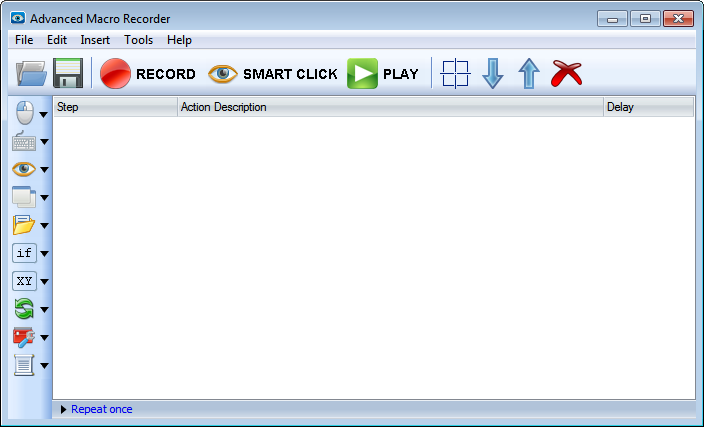 Advanced Macro Recorder
File Edit Insert Tools Help
RECORD SMART CLICK PLAY
Step Action Description Delay
if
XY
Repeat once